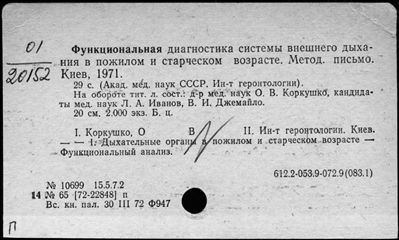 01
20152
Функциональная диагностика системы внешнего дыха-
ния в пожилом и старческом возрасте. Метод. письмо.
Киев, 1971.
29 с. (Акад. мед. наук СССР. Ин-т геронтологии).
На обороте тит. л. сост.: д-р мед. наук О. В. Коркушко, кандида-
ты мед. наук Л. А. Иванов, В. И. Джемайло.
20 см. 2.000 экз. Б. ц.
I. Коркушко, О В II. Ин-т геронтологии. Киев.
— — 1. Дыхательные органы в пожилом и старческом возрасте —
Функциональный анализ.
612.2-053.9-072.9(083.1)
№ 10699 15.5.7.2
14 № 65 [72-22848] п
Вс. кн. пал. 30 III 72 Ф947
П